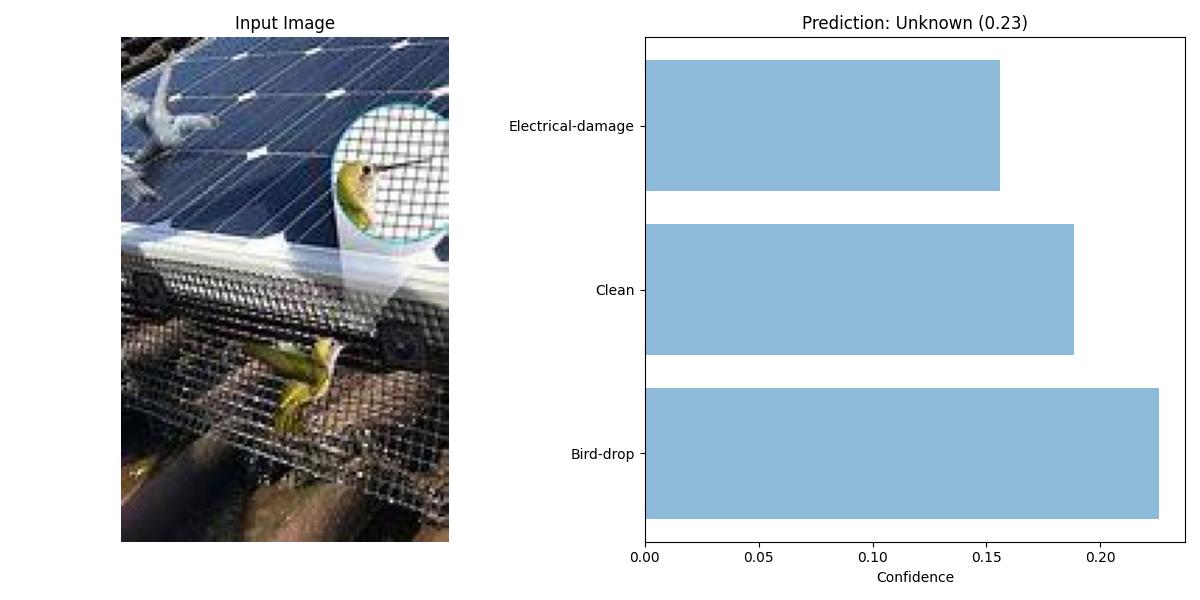 Input Image
Prediction: Unknown (0.23)
Electrical-damage
Clean
Bird-drop
0.00
0.05
0.10
0.15
0.20
Confidence